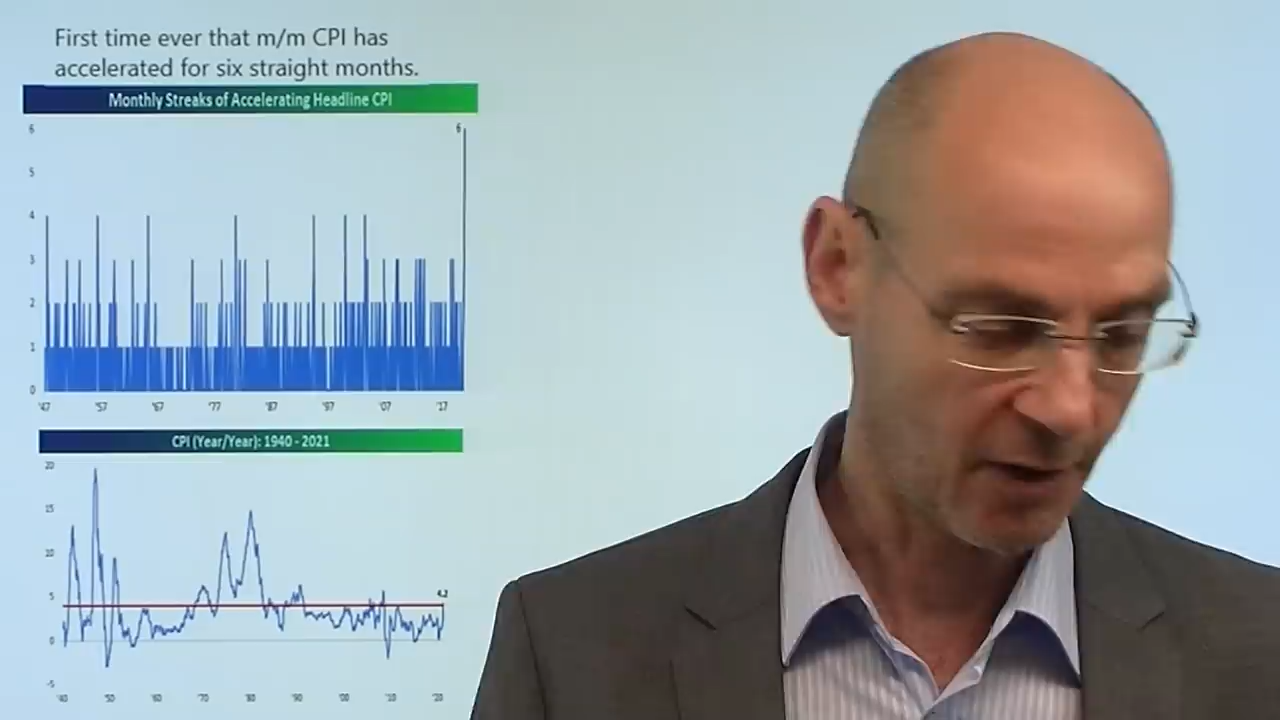 First time ever that m/m CPI has
accelerated for six straight months.
Monthly Streaks of Accelerating Headline CPI
6
6
5
4
3
2
1
0
'47 '57 '67 '77 '87 '97 '07 '17
CPI (Year/Year): 1940 - 2021
20
15
10
5
4.2
0
-5
'40 '50 '60 '70 '80 '90 '00 '10 '20